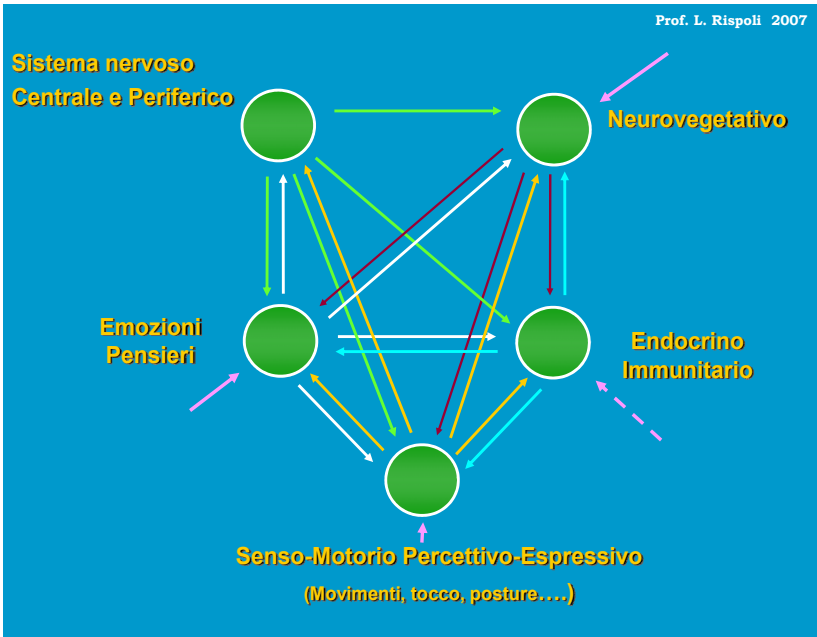 Prof. L. Rispoli 2007
Sistema nervoso
Centrale e Periferico
Neurovegetativo
Emozioni
Pensieri
Endocrino
Immunitario
Senso-Motorio Percettivo-Espressivo
(Movimenti, tocco, posture….)